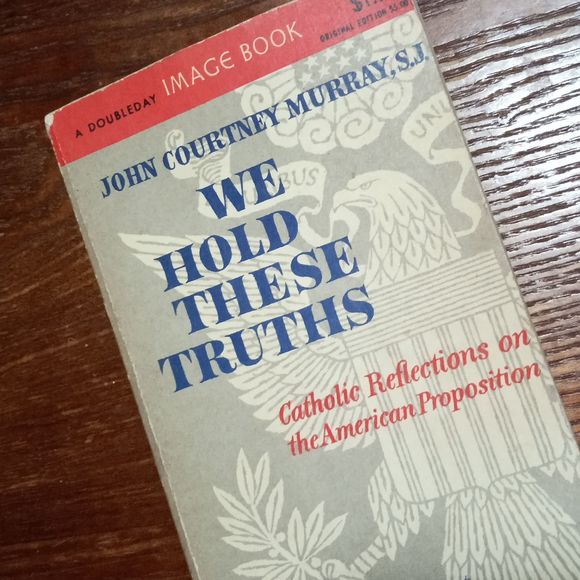 A DOUBLEDAY IMAGE BOOK
ORIGINAL EDITION $5.00
JOHN COURTNEY MURRAY, S.J.
WE
HOLD
THESE
TRUTHS
Catholic Reflections on
the American Proposition